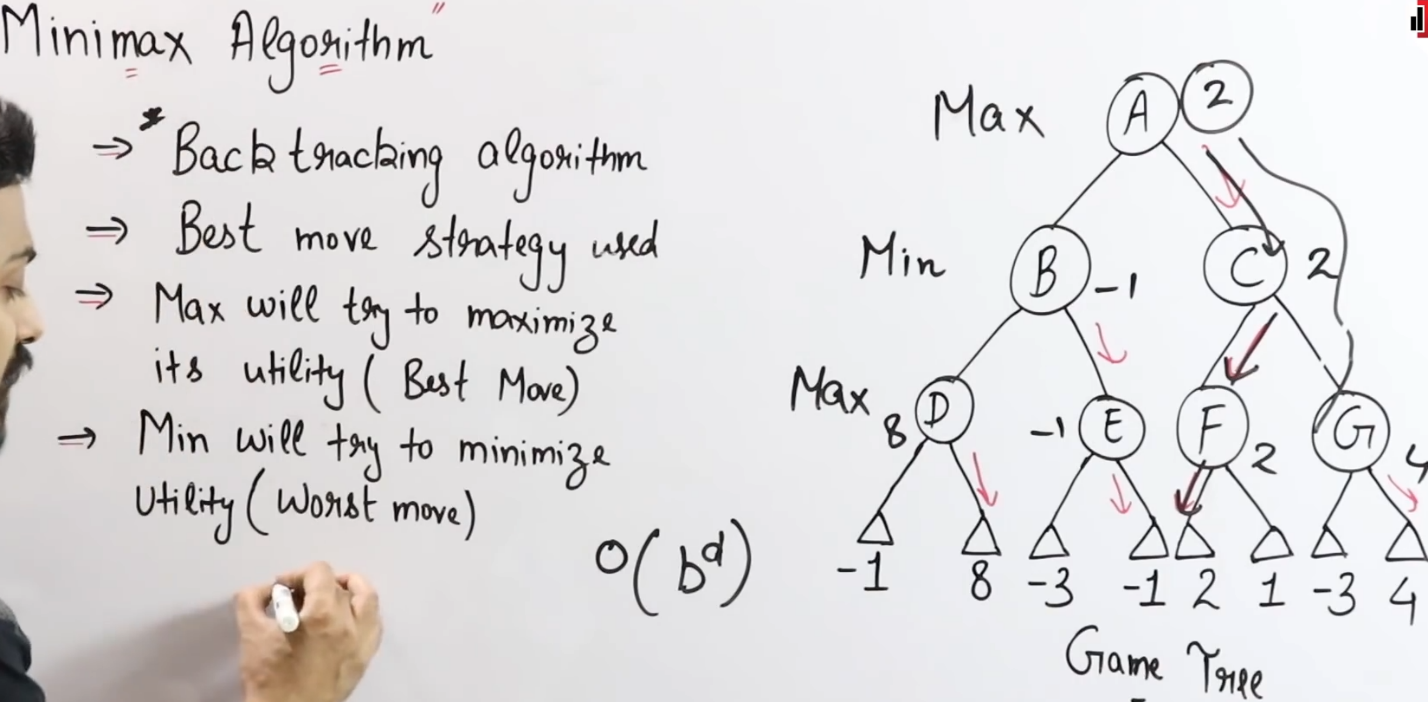 Minimax Algorithm"
⇒ * Backtracking algorithm
⇒ Best move strategy used
⇒ Max will try to maximize
its utility (Best Move)
⇒ Min will try to minimize
Utility (Worst move)
O(b^d)
Max A 2
Min B -1 C 2
Max 8 D -1 E F 2 G 4
-1 8 -3 -1 2 1 -3 4
Game Tree